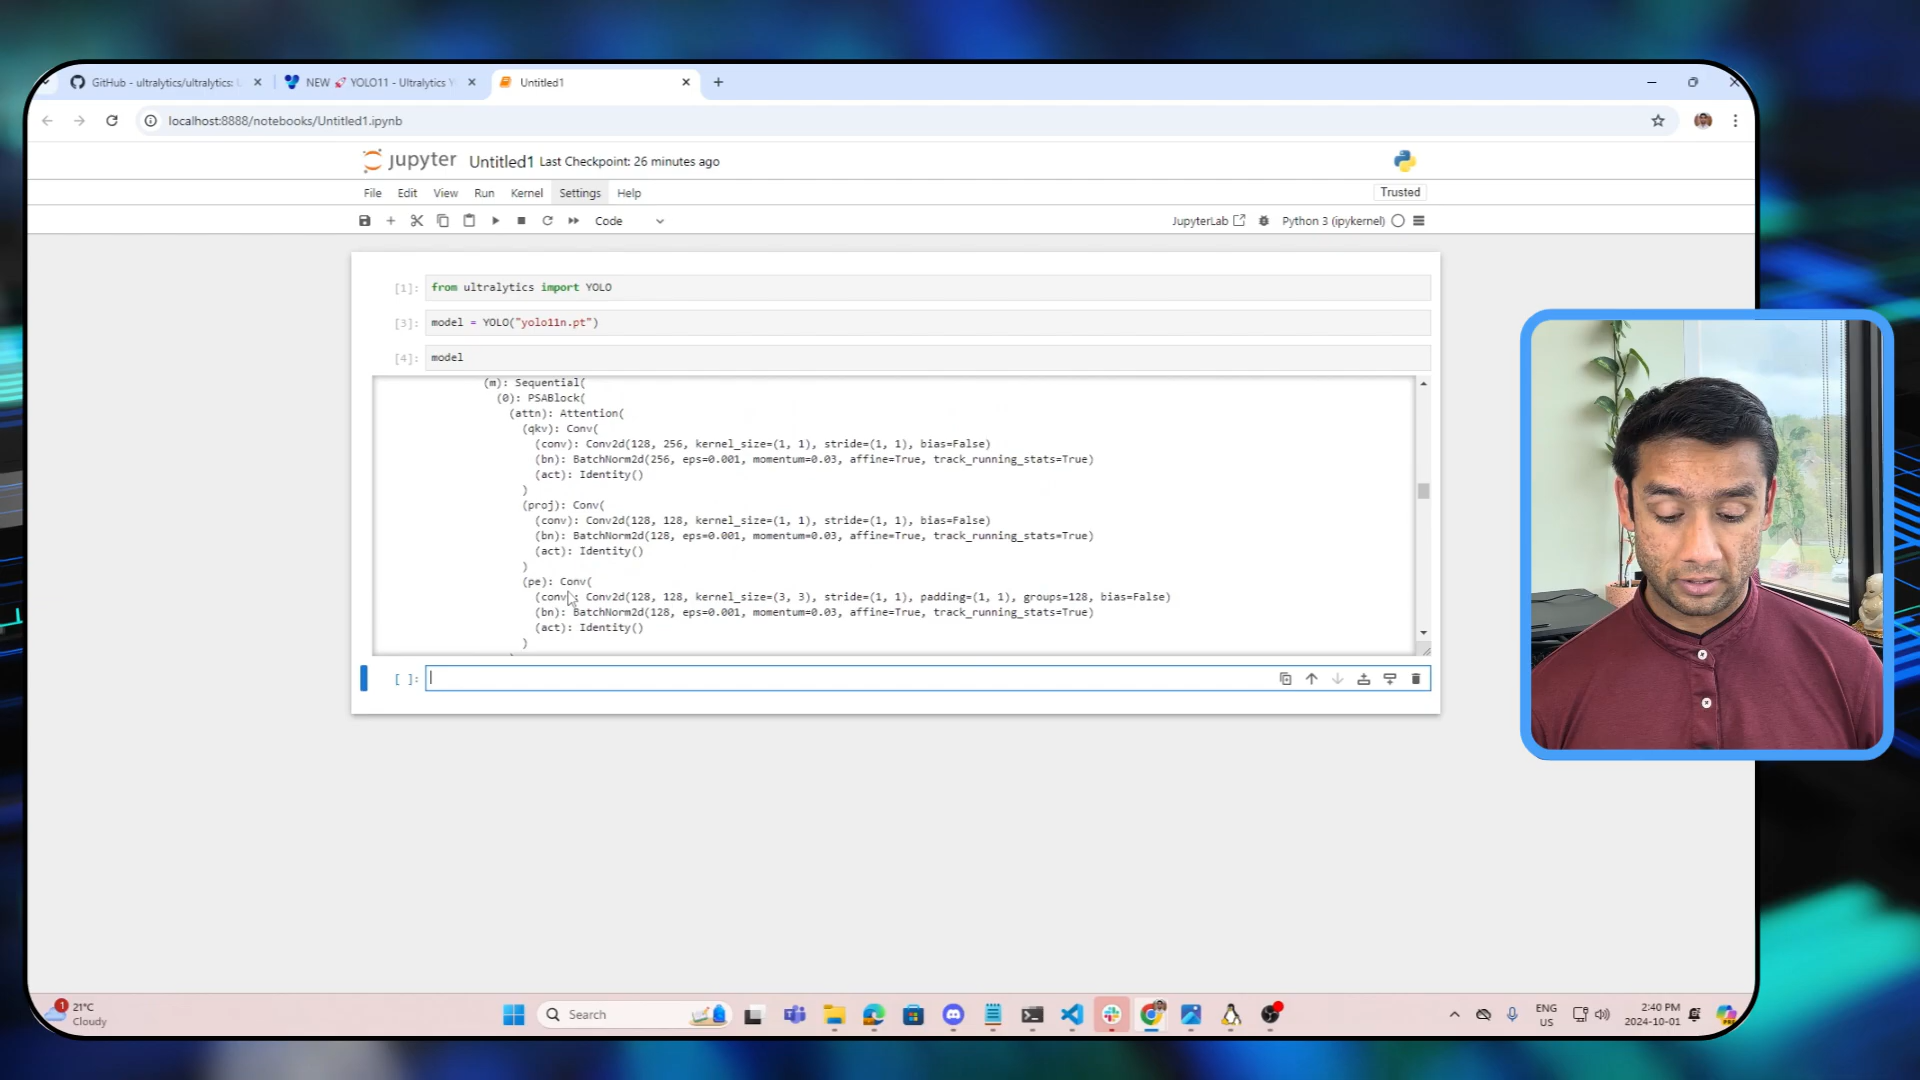 GitHub - ultralytics/ultralytics:
NEW 🚀 YOLO11 - Ultralytics Y
Untitled1
localhost:8888/notebooks/Untitled1.ipynb
jupyter Untitled1 Last Checkpoint: 26 minutes ago
File Edit View Run Kernel Settings Help
Trusted
Code
JupyterLab
Python 3 (ipykernel)
[1]: from ultralytics import YOLO
[3]: model = YOLO("yolo11n.pt")
[4]: model
(m): Sequential(
(0): PSABlock(
(attn): Attention(
(qkv): Conv(
(conv): Conv2d(128, 256, kernel_size=(1, 1), stride=(1, 1), bias=False)
(bn): BatchNorm2d(256, eps=0.001, momentum=0.03, affine=True, track_running_stats=True)
(act): Identity()
)
(proj): Conv(
(conv): Conv2d(128, 128, kernel_size=(1, 1), stride=(1, 1), bias=False)
(bn): BatchNorm2d(128, eps=0.001, momentum=0.03, affine=True, track_running_stats=True)
(act): Identity()
)
(pe): Conv(
(conv): Conv2d(128, 128, kernel_size=(3, 3), stride=(1, 1), padding=(1, 1), groups=128, bias=False)
(bn): BatchNorm2d(128, eps=0.001, momentum=0.03, affine=True, track_running_stats=True)
(act): Identity()
)
[ ]:
1
21°C
Cloudy
Search
ENG
US
2:40 PM
2024-10-01